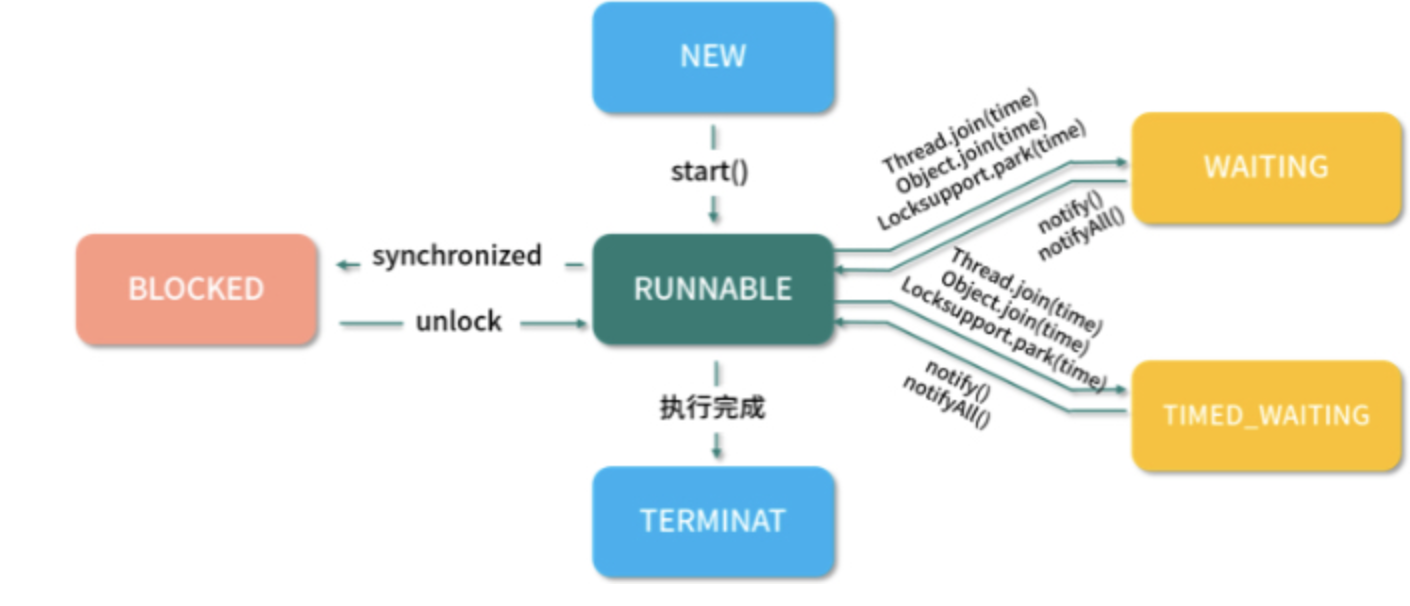 NEW
start()
Thread.join(time)
Object.join(time)
Locksupport.park(time)
WAITING
notify()
notifyAll()
BLOCKED
synchronized
unlock
RUNNABLE
Thread.join(time)
Object.join(time)
Locksupport.park(time)
notify()
notifyAll()
TIMED_WAITING
执行完成
TERMINAT